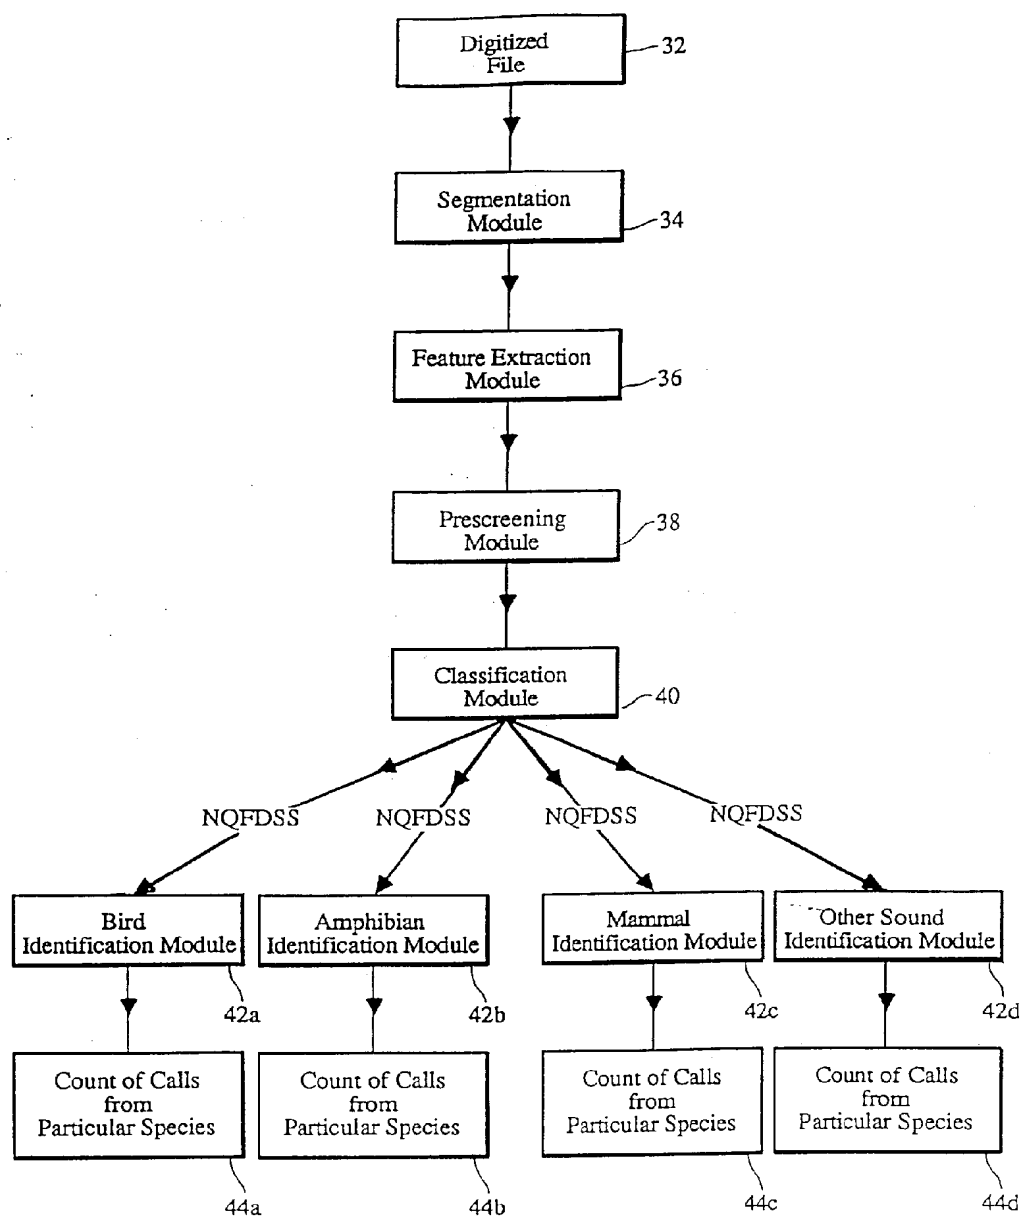 Digitized
File
32
Segmentation
Module
34
Feature Extraction
Module
36
Prescreening
Module
38
Classification
Module
40
NQFDSS
NQFDSS
NQFDSS
NQFDSS
Bird
Identification Module
Amphibian
Identification Module
Mammal
Identification Module
Other Sound
Identification Module
42a
42b
42c
42d
Count of Calls
from
Particular Species
Count of Calls
from
Particular Species
Count of Calls
from
Particular Species
Count of Calls
from
Particular Species
44a
44b
44c
44d